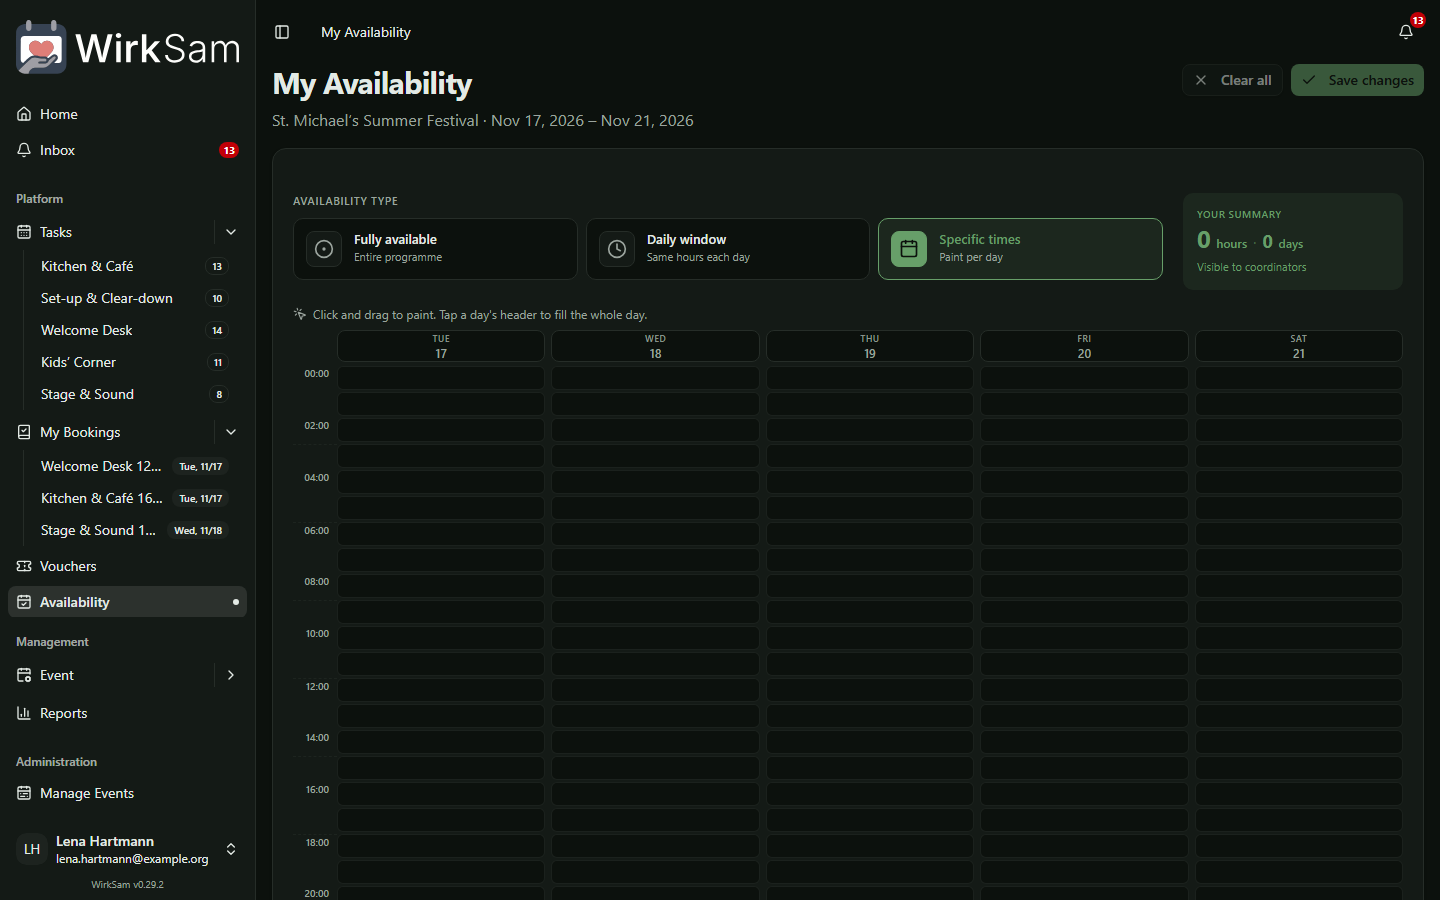 WirkSam
Home
Inbox 13
Platform
Tasks
Kitchen & Café 13
Set-up & Clear-down 10
Welcome Desk 14
Kids' Corner 11
Stage & Sound 8
My Bookings
Welcome Desk 12... Tue, 11/17
Kitchen & Café 16... Tue, 11/17
Stage & Sound 1... Wed, 11/18
Vouchers
Availability
Management
Event
Reports
Administration
Manage Events
LH
Lena Hartmann
lena.hartmann@example.org
WirkSam v0.29.2
My Availability
13
My Availability
Clear all
Save changes
St. Michael's Summer Festival · Nov 17, 2026 – Nov 21, 2026
AVAILABILITY TYPE
Fully available
Entire programme
Daily window
Same hours each day
Specific times
Paint per day
YOUR SUMMARY
0 hours · 0 days
Visible to coordinators
Click and drag to paint. Tap a day's header to fill the whole day.
TUE
17
WED
18
THU
19
FRI
20
SAT
21
00:00
02:00
04:00
06:00
08:00
10:00
12:00
14:00
16:00
18:00
20:00